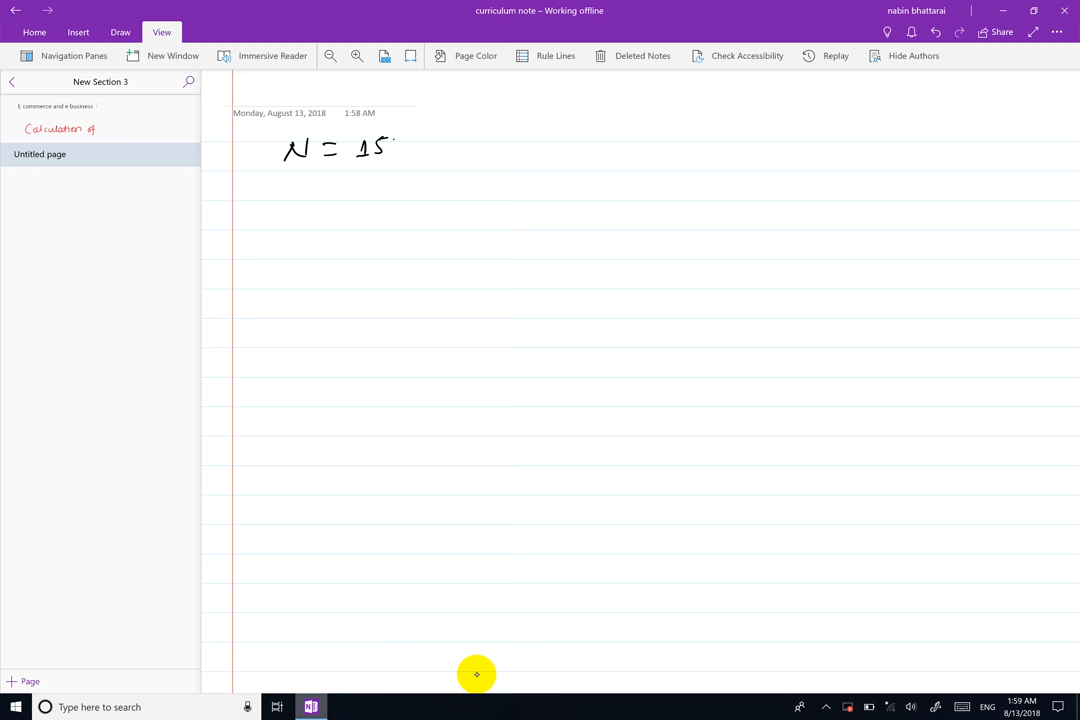 curriculum note – Working offline
nabin bhattarai
Home Insert Draw View
Share
Navigation Panes New Window Immersive Reader Page Color Rule Lines Deleted Notes Check Accessibility Replay Hide Authors
New Section 3
E commerce and e business :
Calculation of
Untitled page
Monday, August 13, 2018 1:58 AM
N = 15
Page
Type here to search
ENG
1:59 AM
8/13/2018